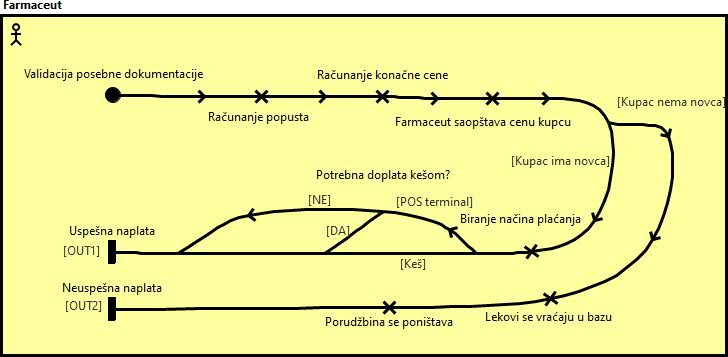 Farmaceut
Validacija posebne dokumentacije
Računanje konačne cene
Računanje popusta
Farmaceut saopštava cenu kupcu
[Kupac nema novca]
[Kupac ima novca]
Potrebna doplata kešom?
[NE]
[POS terminal]
Biranje načina plaćanja
[DA]
Uspešna naplata
[OUT1]
[Keš]
Neuspešna naplata
[OUT2]
Porudžbina se poništava
Lekovi se vraćaju u bazu